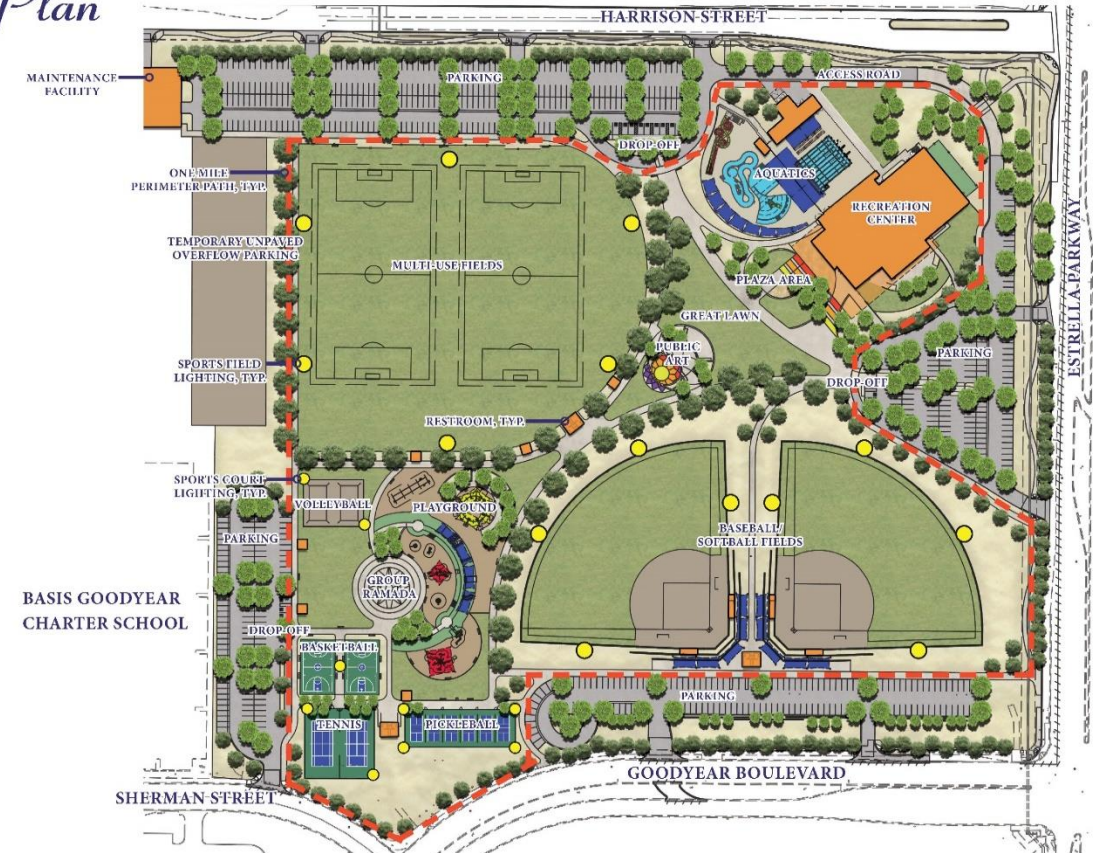 Plan
HARRISON STREET
MAINTENANCE
FACILITY
PARKING
ACCESS ROAD
DROP-OFF
ONE MILE
PERIMETER PATH, TYP.
AQUATICS
RECREATION
CENTER
TEMPORARY UNPAVED
OVERFLOW PARKING
MULTI-USE FIELDS
PLAZA AREA
ESTRELLA PARKWAY
GREAT LAWN
PUBLIC
ART
PARKING
SPORTS FIELD
LIGHTING, TYP.
DROP-OFF
RESTROOM, TYP.
SPORTS COURT
LIGHTING, TYP.
VOLLEYBALL
PLAYGROUND
BASEBALL/
SOFTBALL FIELDS
PARKING
GROUP
RAMADA
BASIS GOODYEAR
CHARTER SCHOOL
DROP-OFF
BASKETBALL
PARKING
TENNIS
PICKLEBALL
GOODYEAR BOULEVARD
SHERMAN STREET